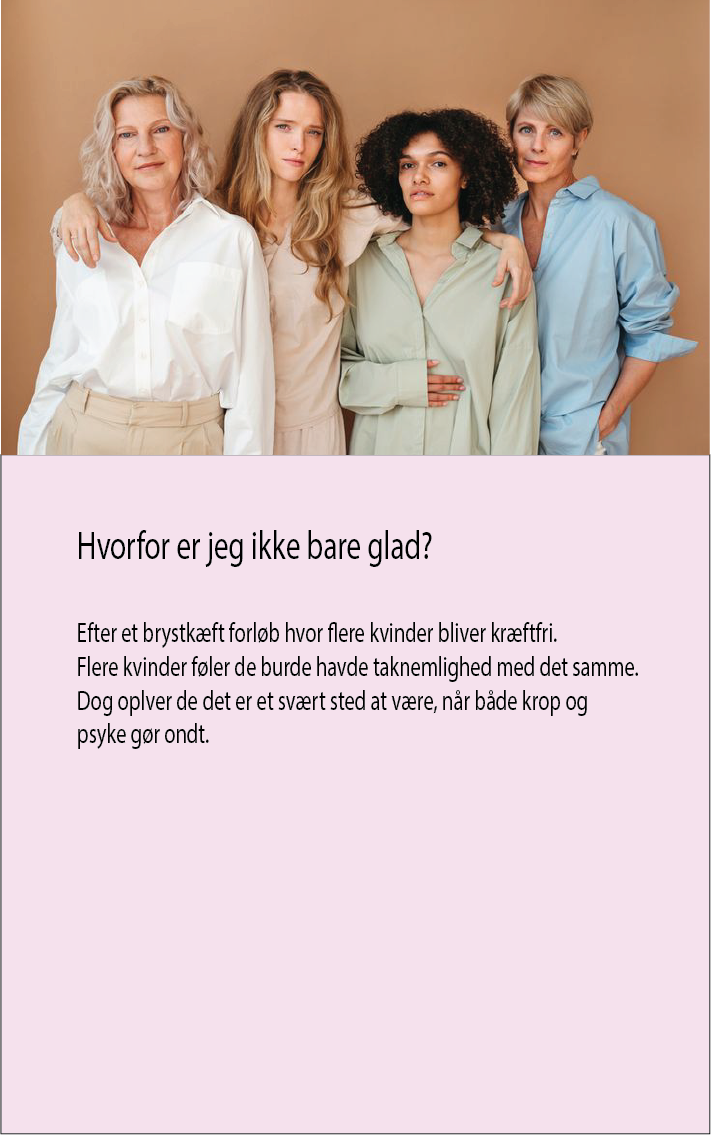 Hvorfor er jeg ikke bare glad?
Efter et brystkæft forløb hvor flere kvinder bliver kræftfri.
Flere kvinder føler de burde havde taknemlighed med det samme.
Dog oplver de det er et svært sted at være, når både krop og
psyke gør ondt.